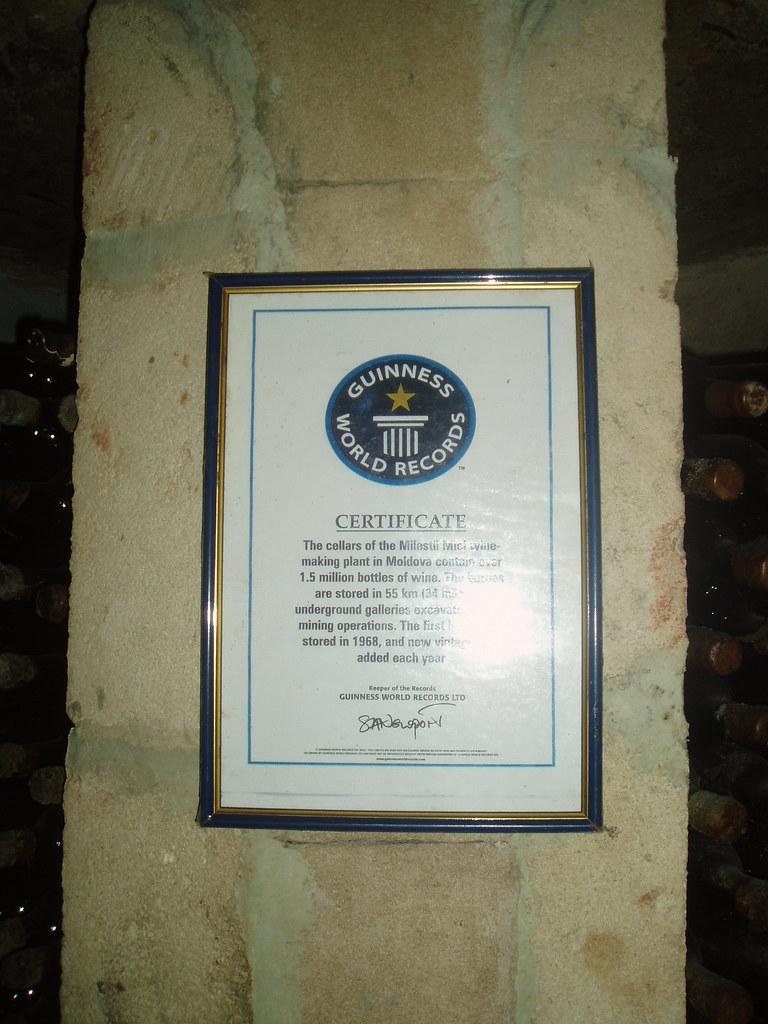 GUINNESS
WORLD RECORDS
™
CERTIFICATE
The cellars of the Milestii Mici wine-
making plant in Moldova contain over
1.5 million bottles of wine. The
are stored in 55 km (34
underground galleries
mining operations. The first
stored in 1968, and new
added each year
Keeper of the Records
GUINNESS WORLD RECORDS LTD